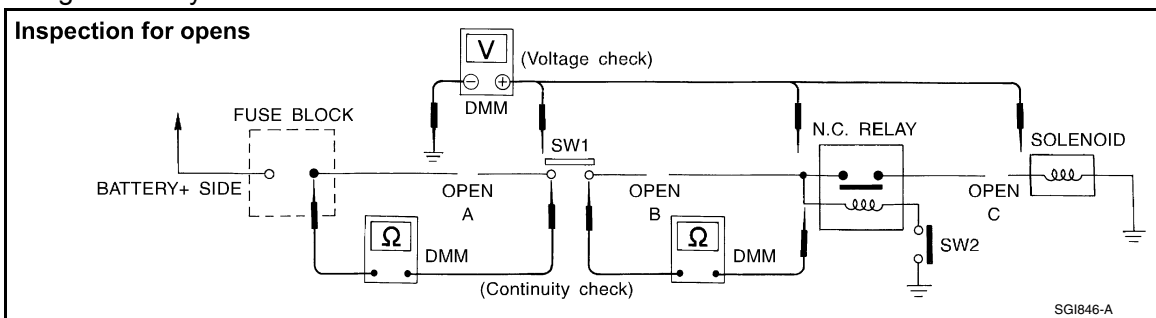 Inspection for opens
V
(Voltage check)
− +
DMM
FUSE BLOCK
N.C. RELAY
SOLENOID
SW1
BATTERY+ SIDE
OPEN
A
OPEN
B
OPEN
C
Ω
DMM
Ω
DMM
SW2
(Continuity check)
SGI846-A